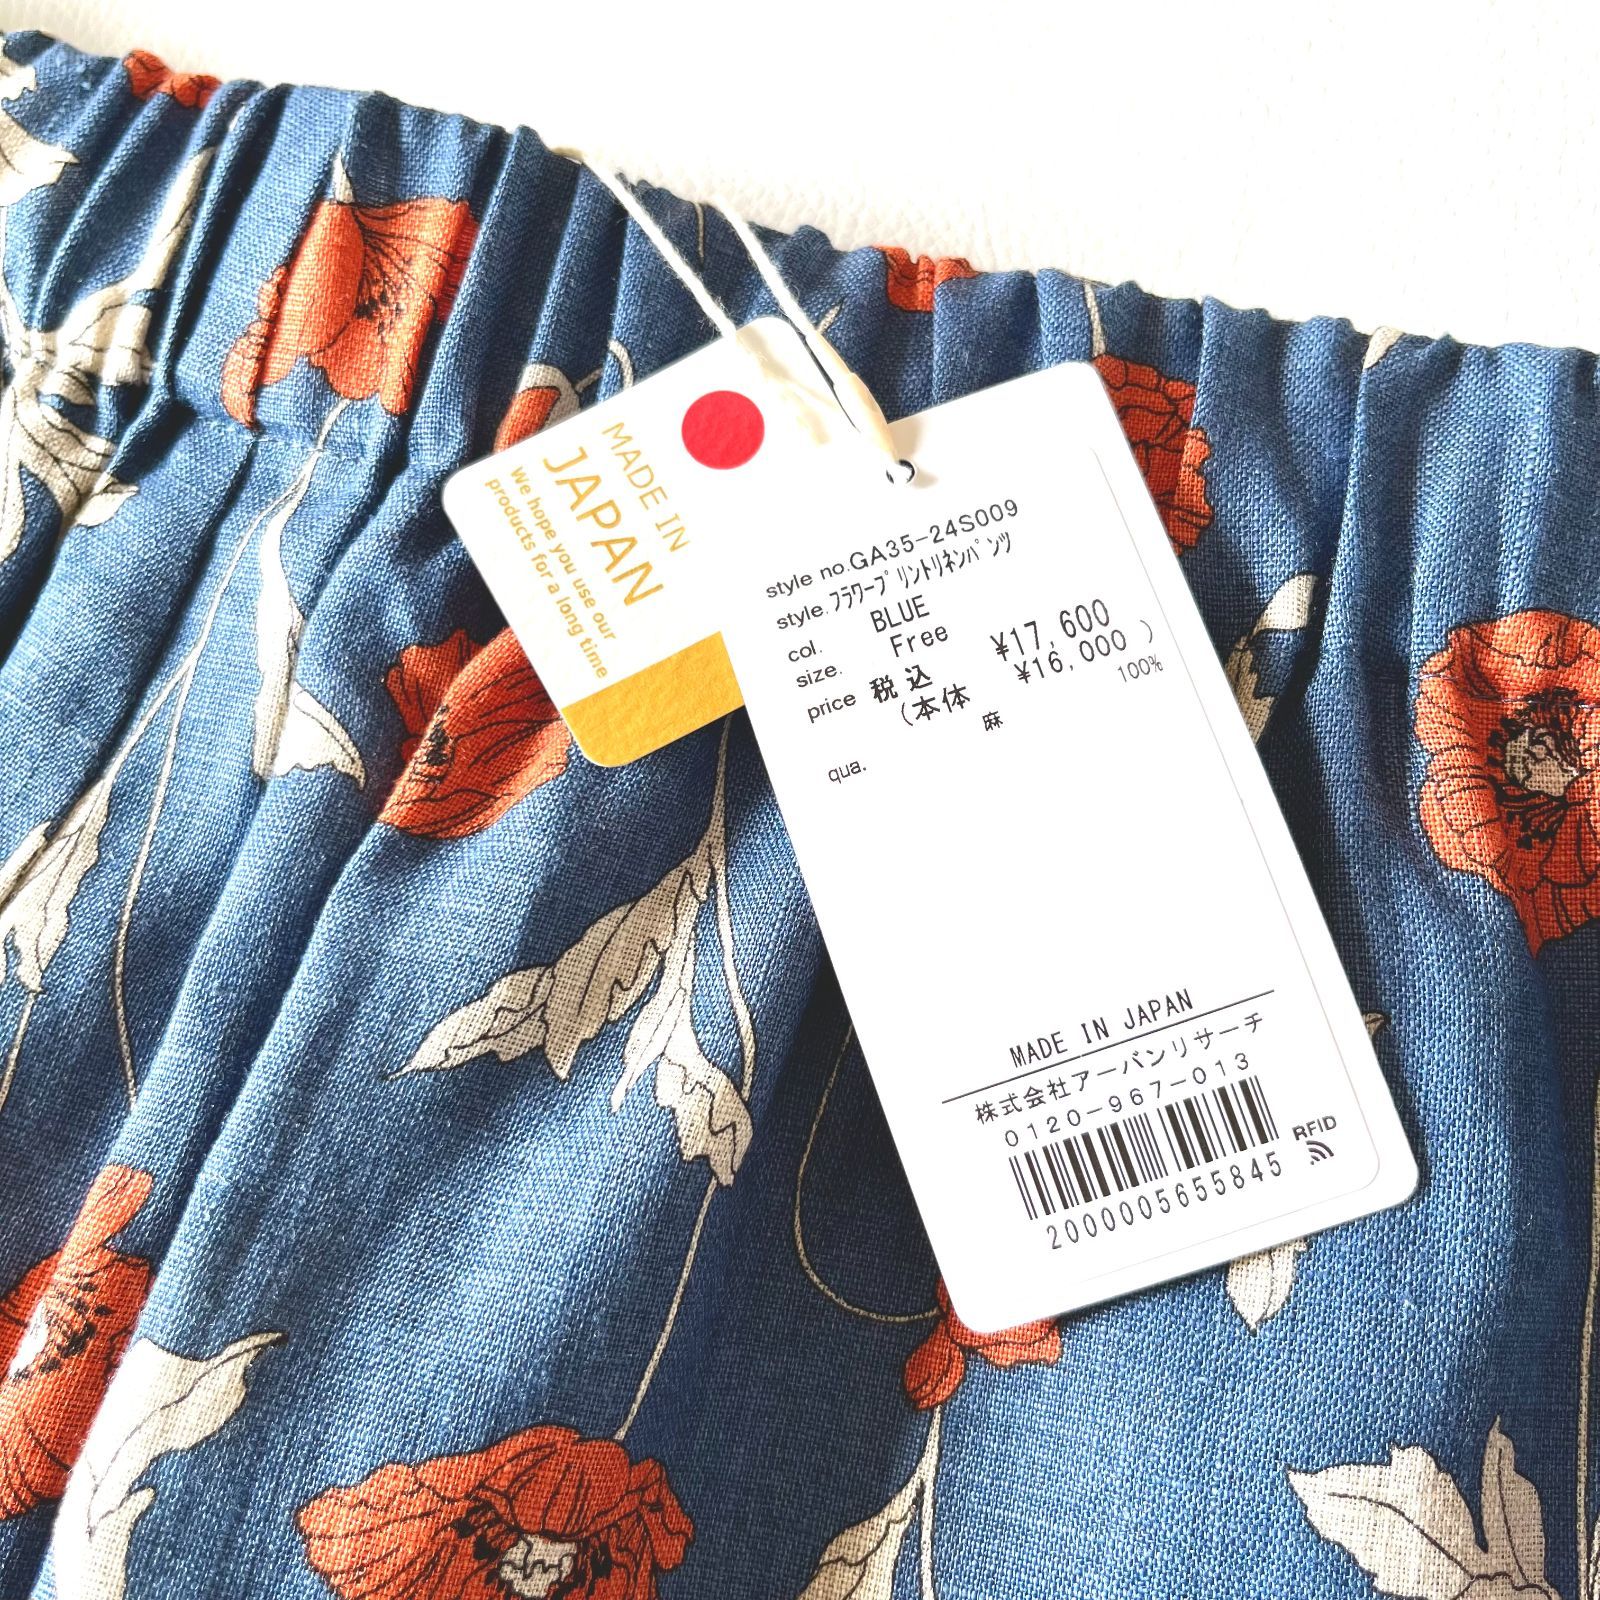 MADE IN
JAPAN
We hope you use our
products for a long time
style no.GA35-24S009
style.ﾌﾗﾜｰﾌﾟﾘﾝﾄﾘﾈﾝﾊﾟﾝﾂ
col. BLUE
size. Free
price 税込 ¥17,600
(本体 ¥16,000 )
qua. 麻 100%
MADE IN JAPAN
株式会社アーバンリサーチ
0120-967-013
2000005655845
RFID